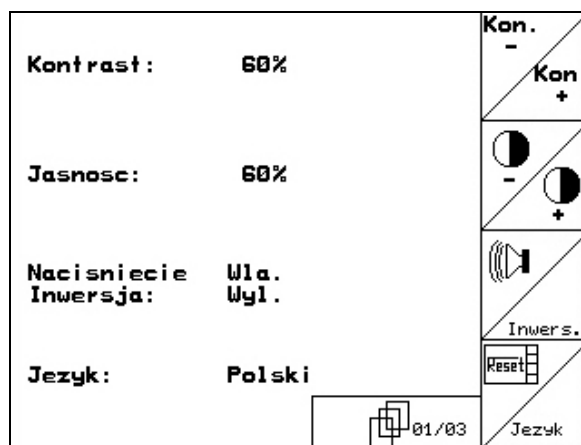 Kontrast: 60%
Jasnosc: 60%
Nacisniecie Wla.
Inwersja: Wyl.
Jezyk: Polski
01/03
Kon.
-
Kon
+
-
+
Inwers.
Reset
Jezyk